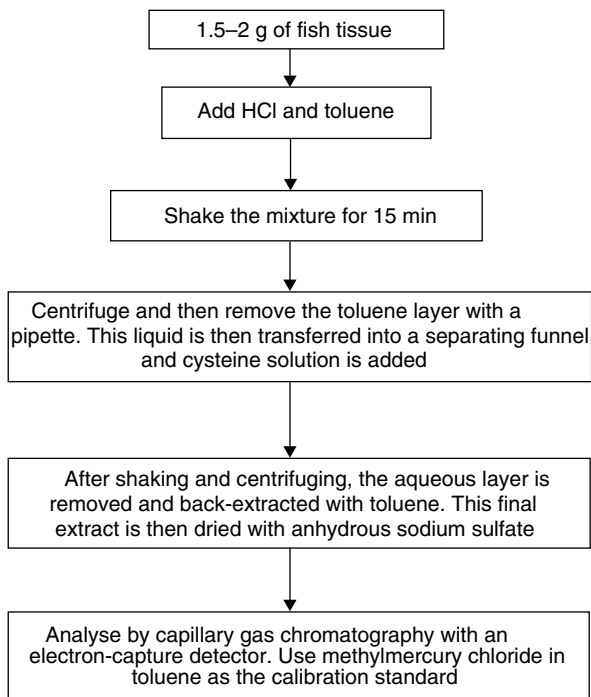 1.5–2 g of fish tissue
Add HCl and toluene
Shake the mixture for 15 min
Centrifuge and then remove the toluene layer with a
pipette. This liquid is then transferred into a separating funnel
and cysteine solution is added
After shaking and centrifuging, the aqueous layer is
removed and back-extracted with toluene. This final
extract is then dried with anhydrous sodium sulfate
Analyse by capillary gas chromatography with an
electron-capture detector. Use methylmercury chloride in
toluene as the calibration standard